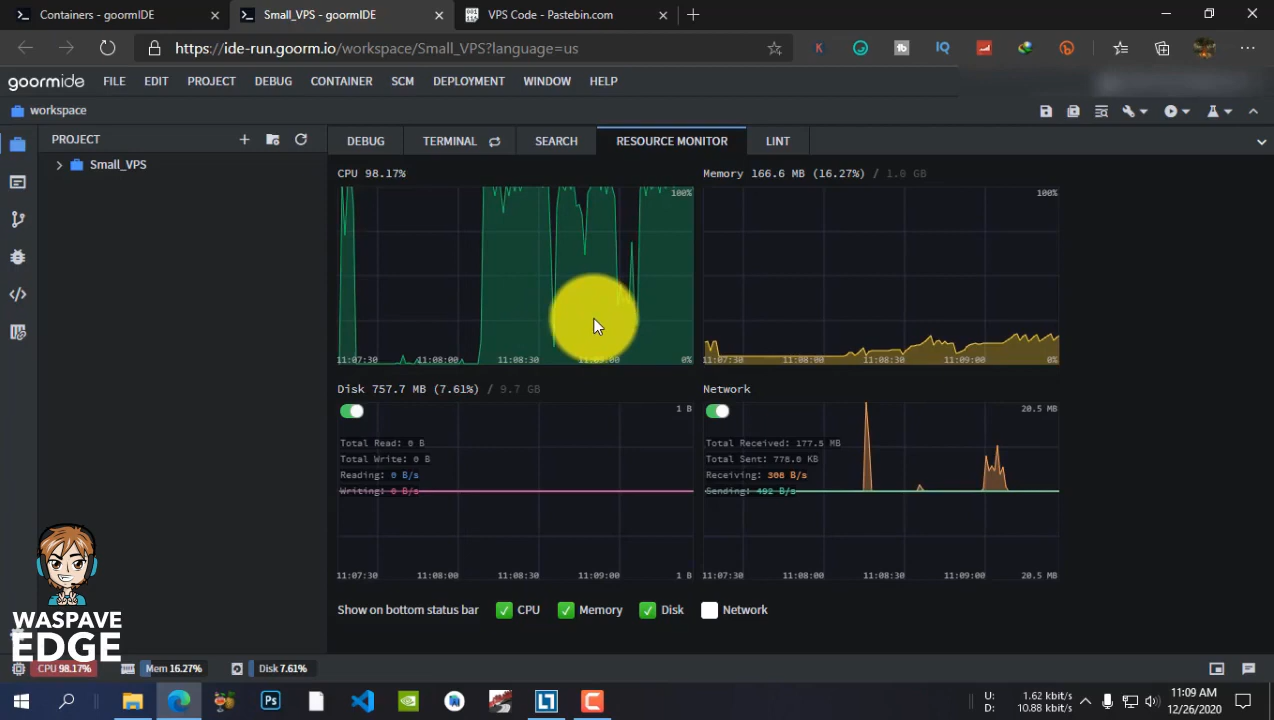 Containers - goormIDE
Small_VPS - goormIDE
VPS Code - Pastebin.com
https://ide-run.goorm.io/workspace/Small_VPS?language=us
goormide FILE EDIT PROJECT DEBUG CONTAINER SCM DEPLOYMENT WINDOW HELP
workspace
PROJECT
DEBUG TERMINAL SEARCH RESOURCE MONITOR LINT
Small_VPS
CPU 98.17%
100%
11:07:30 11:08:00 11:08:30 11:09:00 0%
Memory 166.6 MB (16.27%) / 1.0 GB
100%
11:07:30 11:08:00 11:08:30 11:09:00 0%
Disk 757.7 MB (7.61%) / 9.7 GB
1 B
Total Read: 0 B
Total Write: 0 B
Reading: 0 B/s
Writing: 0 B/s
11:07:30 11:08:00 11:08:30 11:09:00 1 B
Network
20.5 MB
Total Received: 177.5 MB
Total Sent: 778.0 KB
Receiving: 308 B/s
Sending: 492 B/s
11:07:30 11:08:00 11:08:30 11:09:00 20.5 MB
Show on bottom status bar CPU Memory Disk Network
WASPAVE
EDGE
CPU 98.17% Mem 16.27% Disk 7.61%
U: 1.62 kbit/s
D: 10.88 kbit/s
11:09 AM
12/26/2020